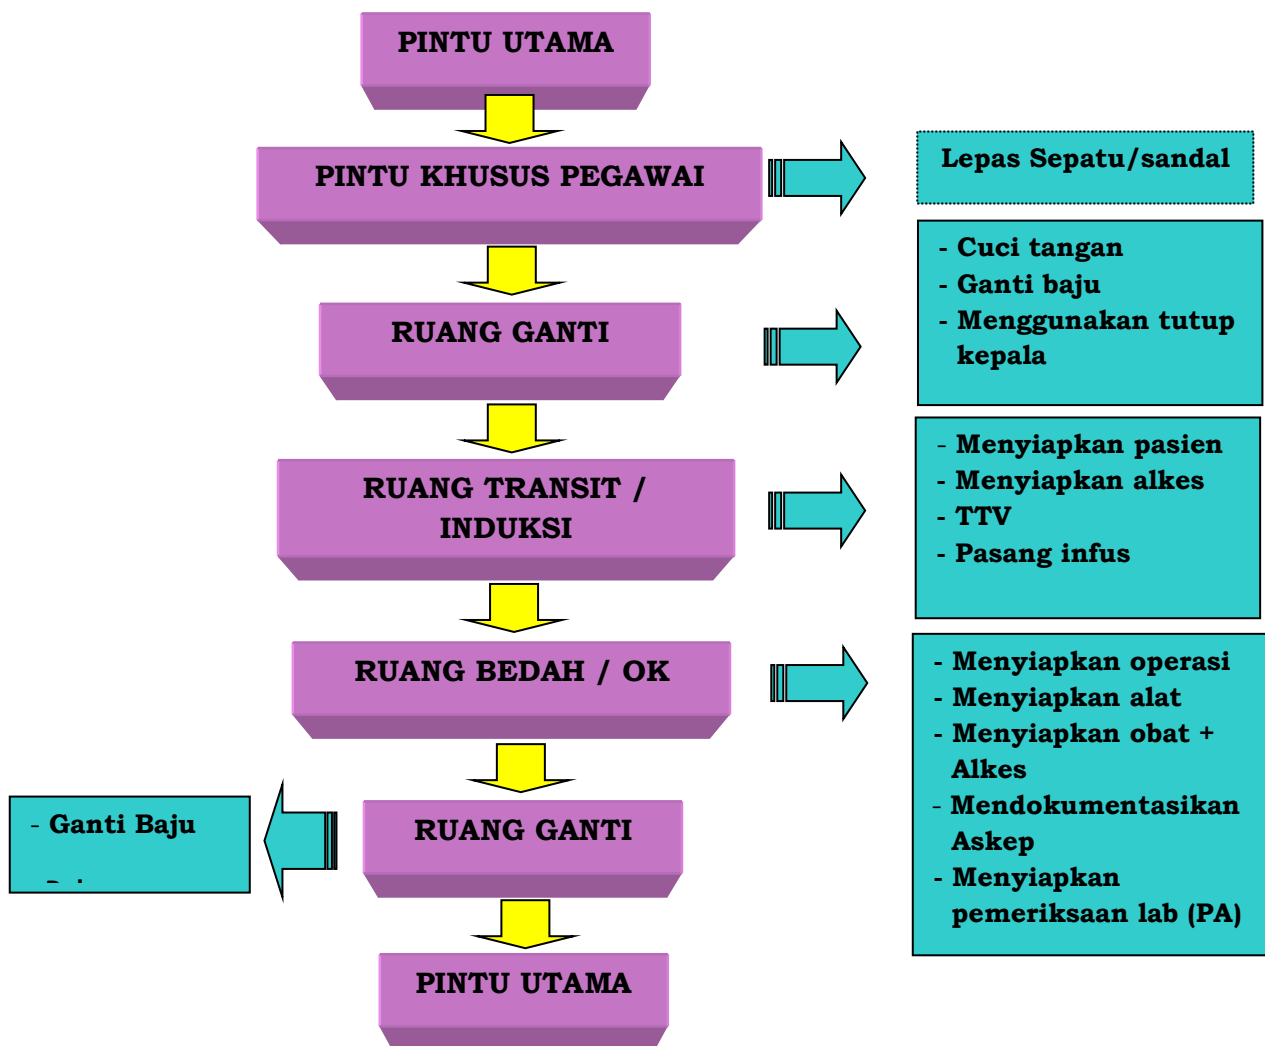 PINTU UTAMA
PINTU KHUSUS PEGAWAI
Lepas Sepatu/sandal
RUANG GANTI
- Cuci tangan
- Ganti baju
- Menggunakan tutup
kepala
RUANG TRANSIT /
INDUKSI
- Menyiapkan pasien
- Menyiapkan alkes
- TTV
- Pasang infus
RUANG BEDAH / OK
- Menyiapkan operasi
- Menyiapkan alat
- Menyiapkan obat +
Alkes
- Mendokumentasikan
Askep
- Menyiapkan
pemeriksaan lab (PA)
RUANG GANTI
- Ganti Baju
PINTU UTAMA